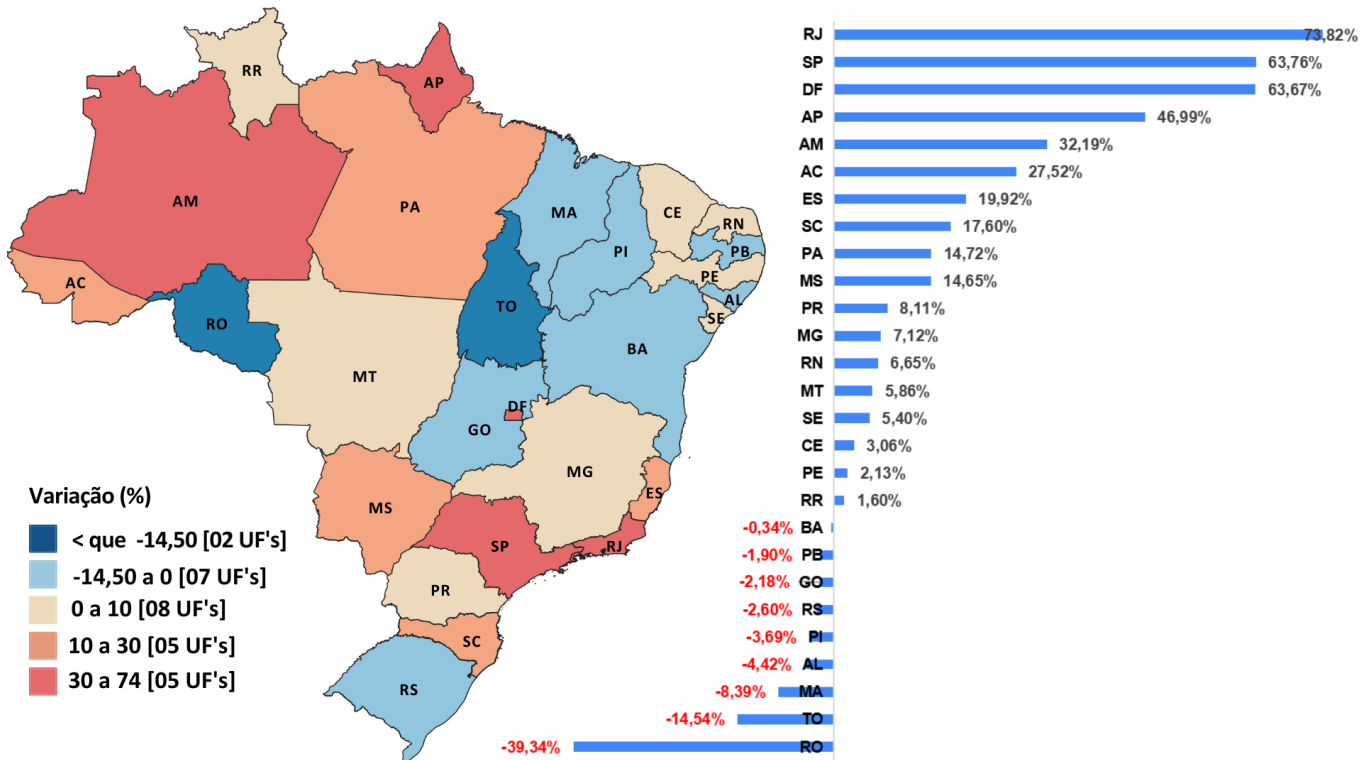 RR
AP
AM
PA
MA
CE
RN
PI
PB
PE
AC
AL
SE
TO
RO
BA
MT
DF
GO
MG
ES
MS
SP
RJ
PR
SC
RS
Variação (%)
< que -14,50 [02 UF's]
-14,50 a 0 [07 UF's]
0 a 10 [08 UF's]
10 a 30 [05 UF's]
30 a 74 [05 UF's]
RJ 73,82%
SP 63,76%
DF 63,67%
AP 46,99%
AM 32,19%
AC 27,52%
ES 19,92%
SC 17,60%
PA 14,72%
MS 14,65%
PR 8,11%
MG 7,12%
RN 6,65%
MT 5,86%
SE 5,40%
CE 3,06%
PE 2,13%
RR 1,60%
-0,34% BA
-1,90% PB
-2,18% GO
-2,60% RS
-3,69% PI
-4,42% AL
-8,39% MA
-14,54% TO
-39,34% RO